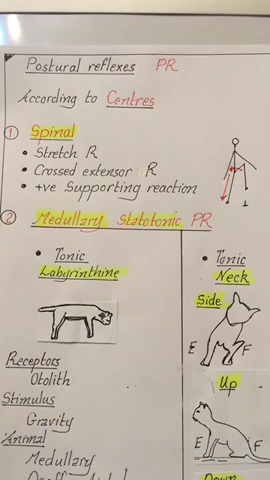 Postural reflexes PR
According to Centres
① Spinal
• Stretch R
• Crossed extensor R
• +ve Supporting reaction
② Medullary Statotonic PR
• Tonic
Labyrinthine
Receptors
Otolith
Stimulus
Gravity
Animal
Medullary
• Tonic
Neck
Side
E F
Up
E F
Down